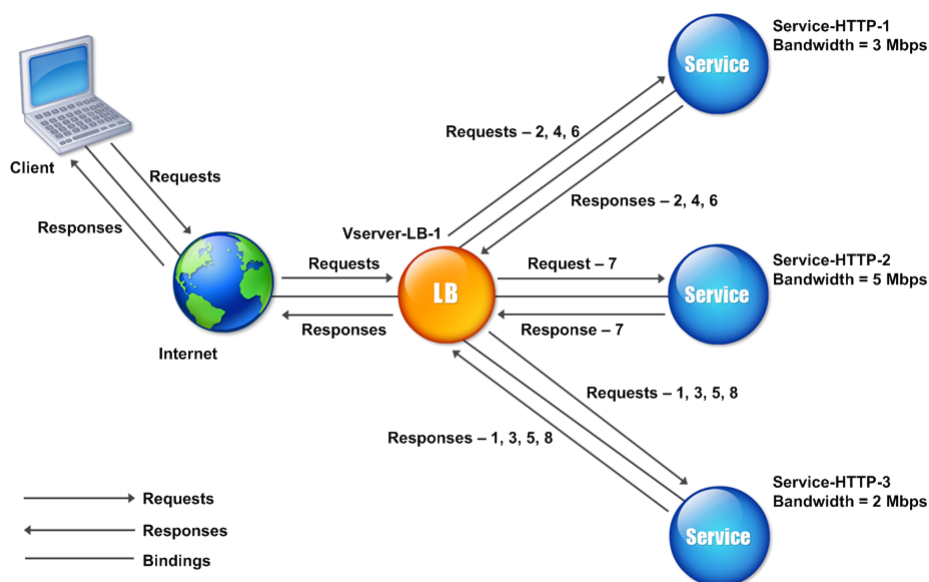 Service-HTTP-1
Bandwidth = 3 Mbps
Service
Requests – 2, 4, 6
Client
Requests
Responses
Responses – 2, 4, 6
Vserver-LB-1
Service-HTTP-2
Bandwidth = 5 Mbps
Requests
LB
Request – 7
Service
Responses
Response – 7
Internet
Requests – 1, 3, 5, 8
Responses – 1, 3, 5, 8
Service-HTTP-3
Bandwidth = 2 Mbps
Service
Requests
Responses
Bindings